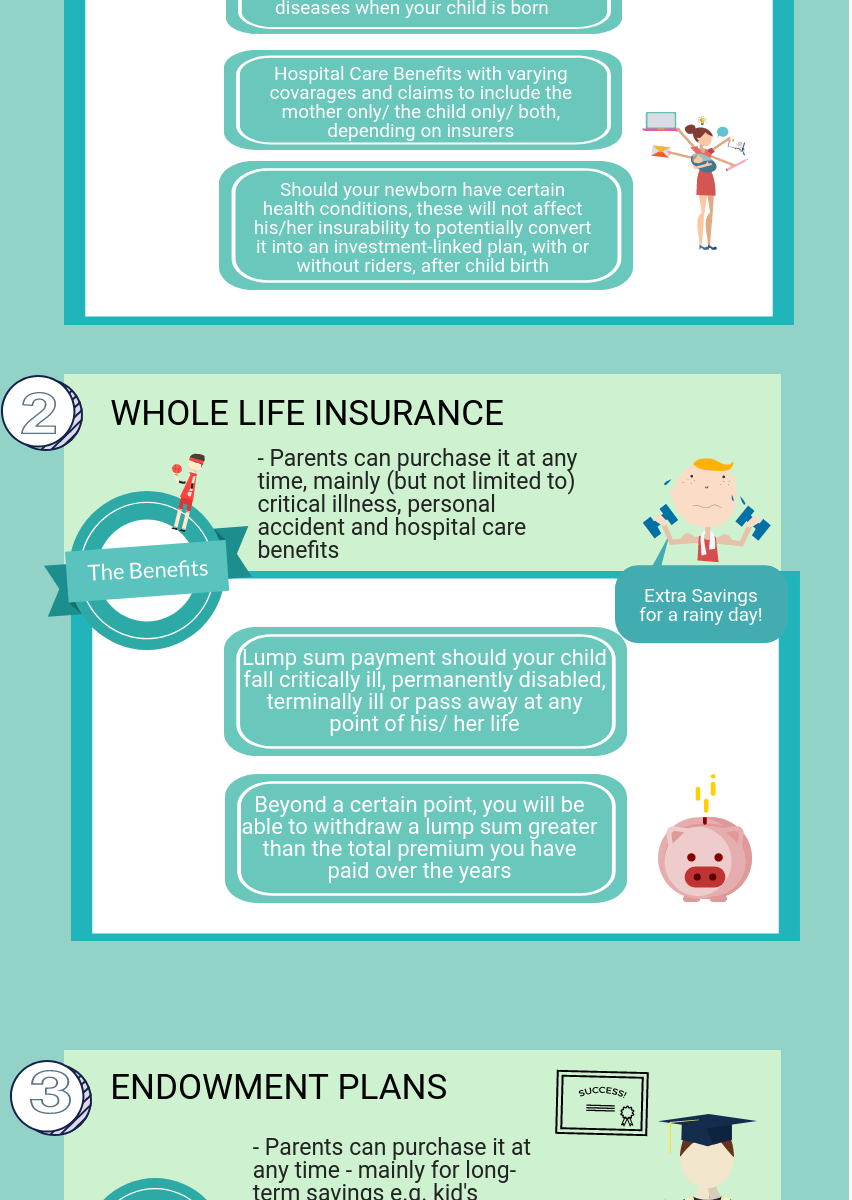 diseases when your child is born
Hospital Care Benefits with varying
covarages and claims to include the
mother only/ the child only/ both,
depending on insurers
Should your newborn have certain
health conditions, these will not affect
his/her insurability to potentially convert
it into an investment-linked plan, with or
without riders, after child birth
2
WHOLE LIFE INSURANCE
- Parents can purchase it at any
time, mainly (but not limited to)
critical illness, personal
accident and hospital care
benefits
The Benefits
Extra Savings
for a rainy day!
Lump sum payment should your child
fall critically ill, permanently disabled,
terminally ill or pass away at any
point of his/ her life
Beyond a certain point, you will be
able to withdraw a lump sum greater
than the total premium you have
paid over the years
3
ENDOWMENT PLANS
SUCCESS!
- Parents can purchase it at
any time - mainly for long-
term savings e.g. kid's